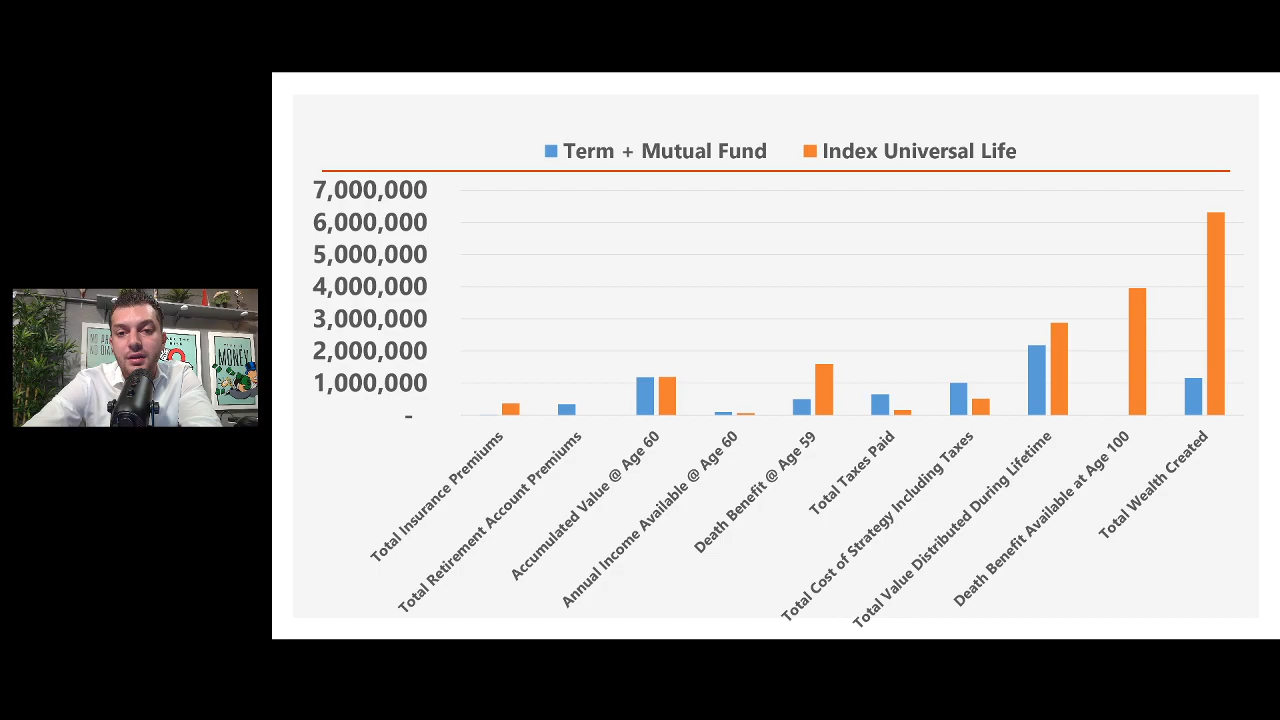 Term + Mutual Fund
Index Universal Life
7,000,000
6,000,000
5,000,000
4,000,000
3,000,000
2,000,000
1,000,000
-
Total Insurance Premiums
Total Retirement Account Premiums
Accumulated Value @ Age 60
Annual Income Available @ Age 60
Death Benefit @ Age 59
Total Taxes Paid
Total Cost of Strategy Including Taxes
Total Value Distributed During Lifetime
Death Benefit Available at Age 100
Total Wealth Created
MONEY